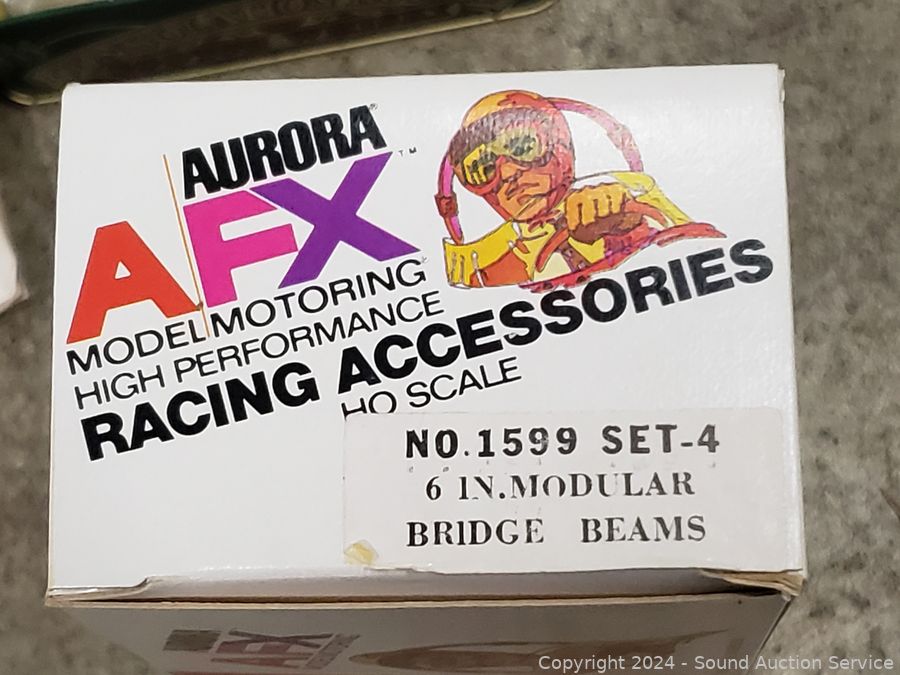 AURORA®
AFX™
MODEL MOTORING®
HIGH PERFORMANCE
RACING ACCESSORIES
HO SCALE
NO.1599 SET-4
6 IN.MODULAR
BRIDGE BEAMS
AFX
Copyright 2024 - Sound Auction Service